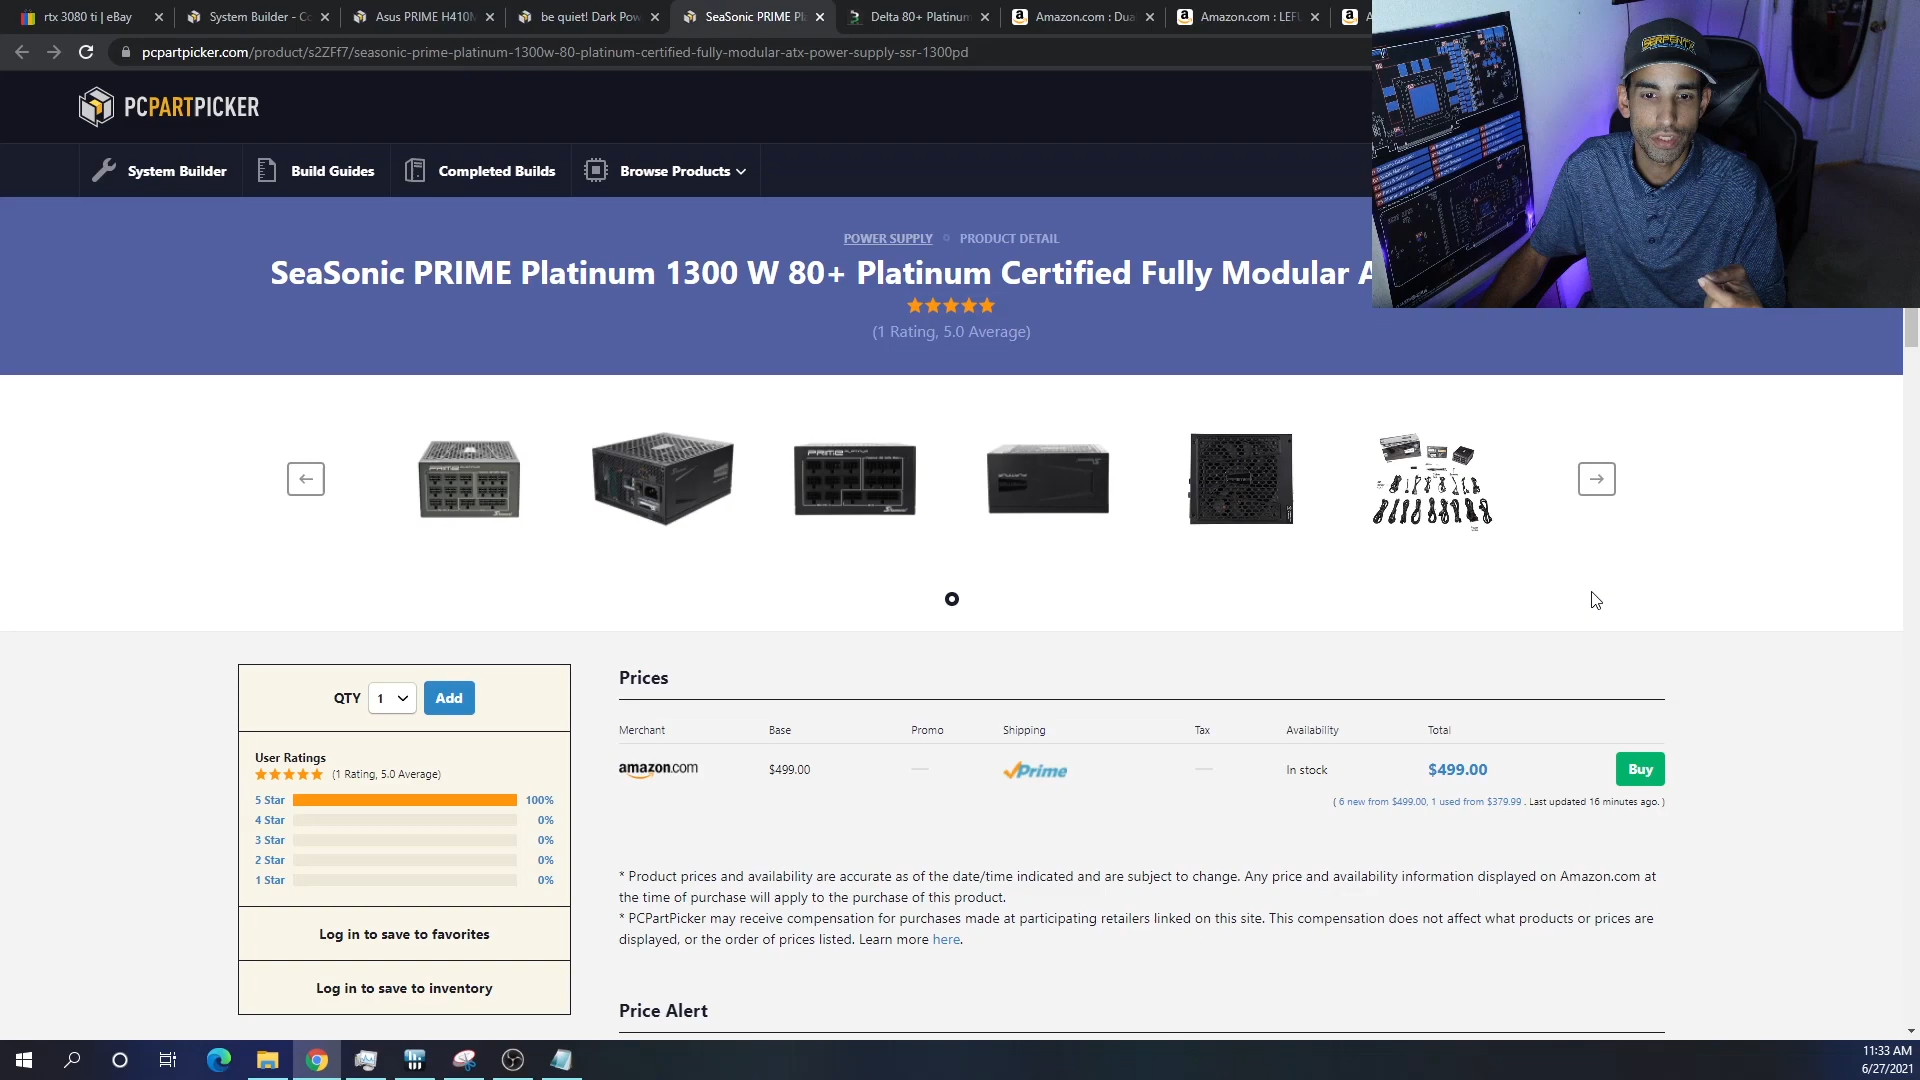 rtx 3080 ti | eBay
System Builder - Co
Asus PRIME H410M
be quiet! Dark Pow
SeaSonic PRIME Pl
Delta 80+ Platinum
Amazon.com : Dua
Amazon.com : LEFU
A
pcpartpicker.com/product/s2ZFf7/seasonic-prime-platinum-1300w-80-platinum-certified-fully-modular-atx-power-supply-ssr-1300pd
PCPARTPICKER
System Builder
Build Guides
Completed Builds
Browse Products
POWER SUPPLY
PRODUCT DETAIL
SeaSonic PRIME Platinum 1300 W 80+ Platinum Certified Fully Modular A
(1 Rating, 5.0 Average)
PRIME
PRIME
QTY 1 Add
User Ratings
(1 Rating, 5.0 Average)
5 Star 100%
4 Star 0%
3 Star 0%
2 Star 0%
1 Star 0%
Log in to save to favorites
Log in to save to inventory
Prices
Merchant Base Promo Shipping Tax Availability Total
amazon.com $499.00 — Prime — In stock $499.00 Buy
( 6 new from $499.00, 1 used from $379.99 . Last updated 16 minutes ago. )
* Product prices and availability are accurate as of the date/time indicated and are subject to change. Any price and availability information displayed on Amazon.com at
the time of purchase will apply to the purchase of this product.
* PCPartPicker may receive compensation for purchases made at participating retailers linked on this site. This compensation does not affect what products or prices are
displayed, or the order of prices listed. Learn more here.
Price Alert
11:33 AM
6/27/2021